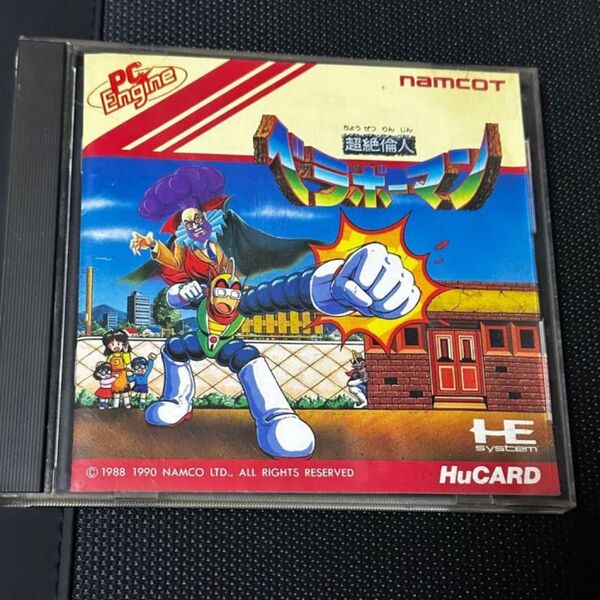 PC Engine
namcot
ちょう ぜつ りん じん
超絶倫人
ベラボーマン
HE system
© 1988 1990 NAMCO LTD., ALL RIGHTS RESERVED
HuCARD